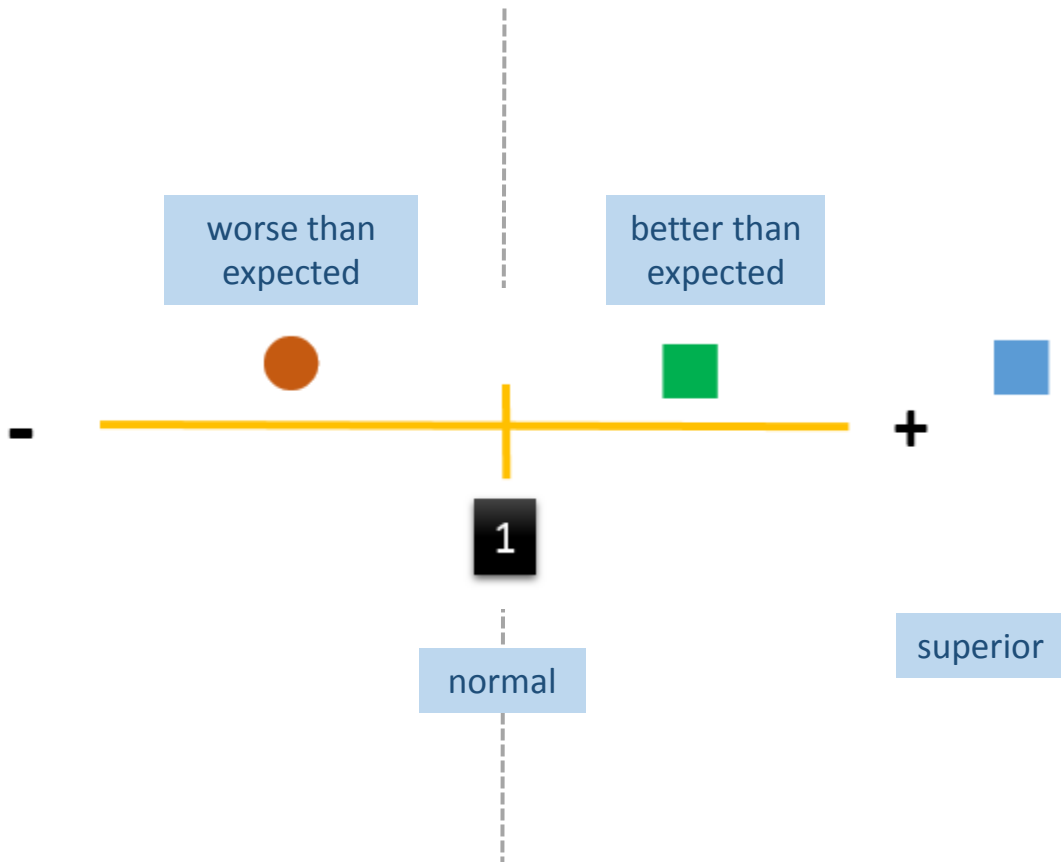 worse than
expected
better than
expected
-
+
1
superior
normal